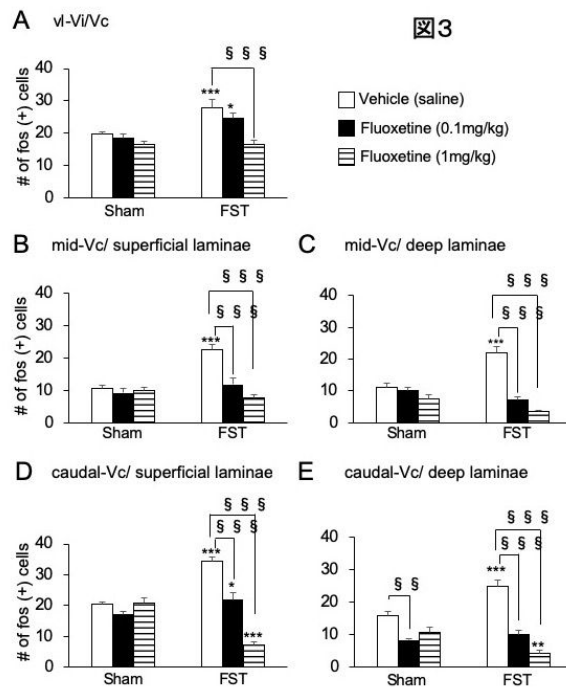 A vl-Vi/Vc
図3
§ § §
***
*
# of fos (+) cells
40
30
20
10
0
Sham
FST
Vehicle (saline)
Fluoxetine (0.1mg/kg)
Fluoxetine (1mg/kg)
B mid-Vc/ superficial laminae
§ § §
§ § §
***
# of fos (+) cells
40
30
20
10
0
Sham
FST
C mid-Vc/ deep laminae
§ § §
§ § §
***
40
30
20
10
0
Sham
FST
D caudal-Vc/ superficial laminae
§ § §
§ § §
***
*
***
# of fos (+) cells
40
30
20
10
0
Sham
FST
E caudal-Vc/ deep laminae
§ § §
§ § §
***
§ §
**
40
30
20
10
0
Sham
FST